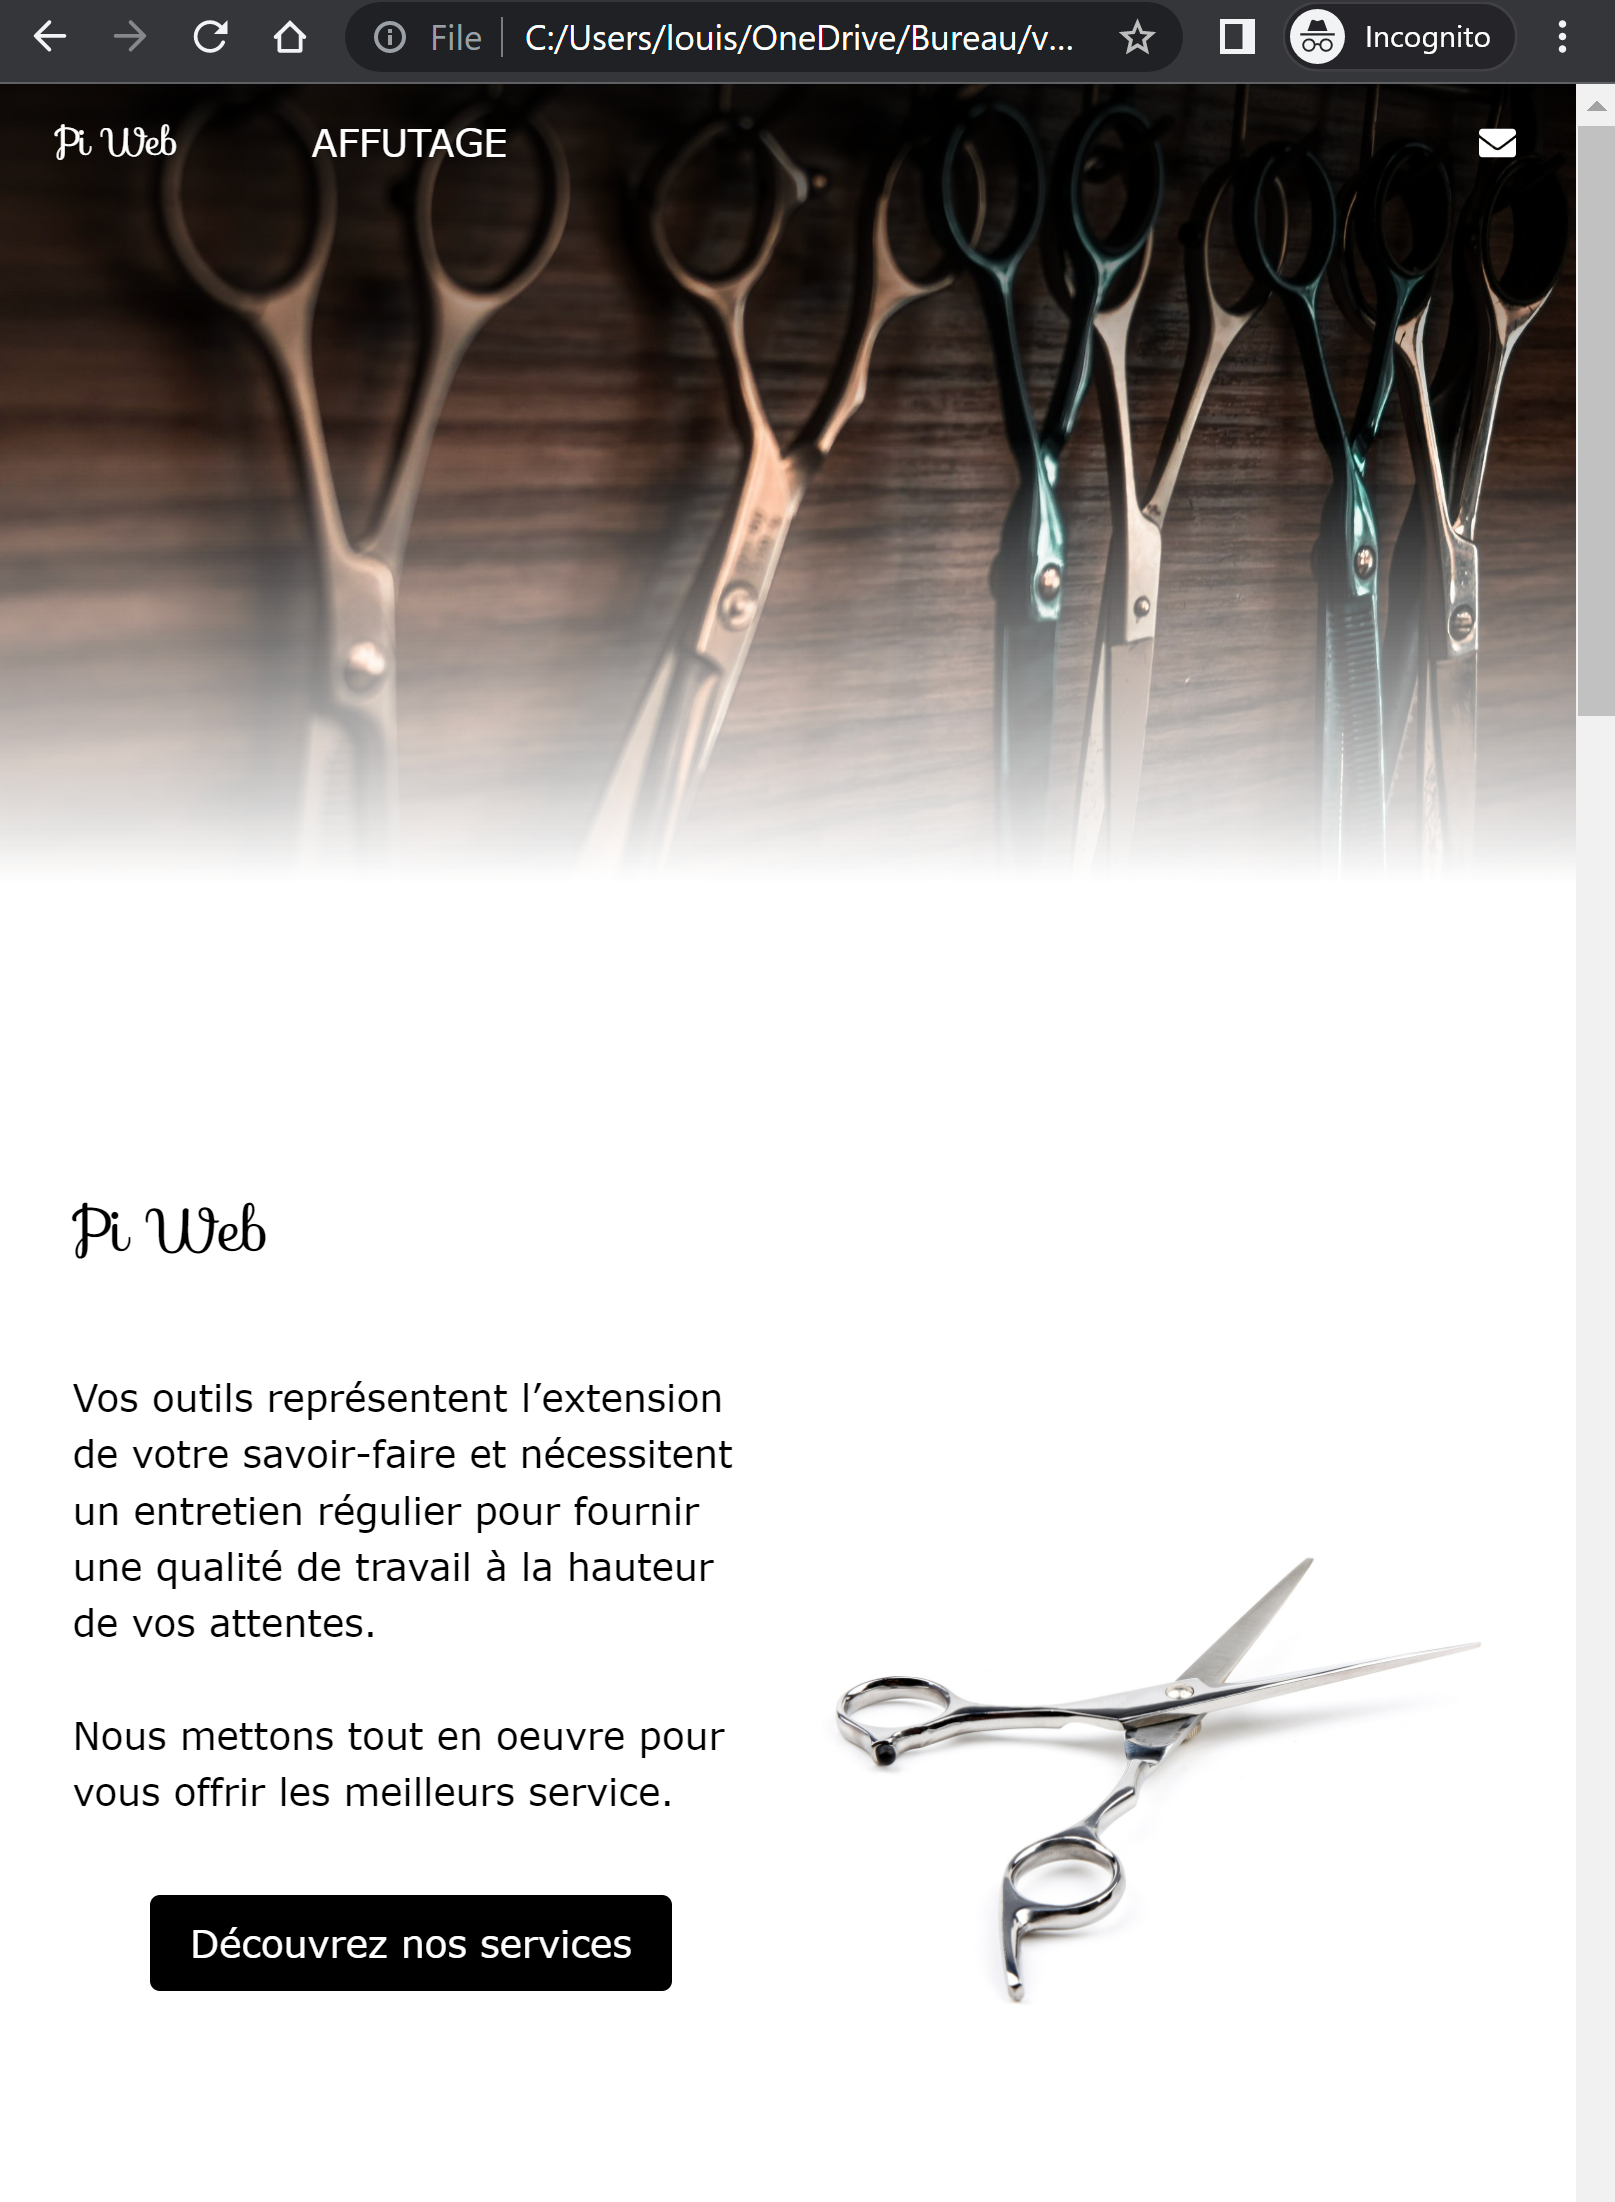 File
C:/Users/louis/OneDrive/Bureau/v...
Incognito
Pi Web
AFFUTAGE
Pi Web
Vos outils représentent l’extension
de votre savoir-faire et nécessitent
un entretien régulier pour fournir
une qualité de travail à la hauteur
de vos attentes.
Nous mettons tout en oeuvre pour
vous offrir les meilleurs service.
Découvrez nos services